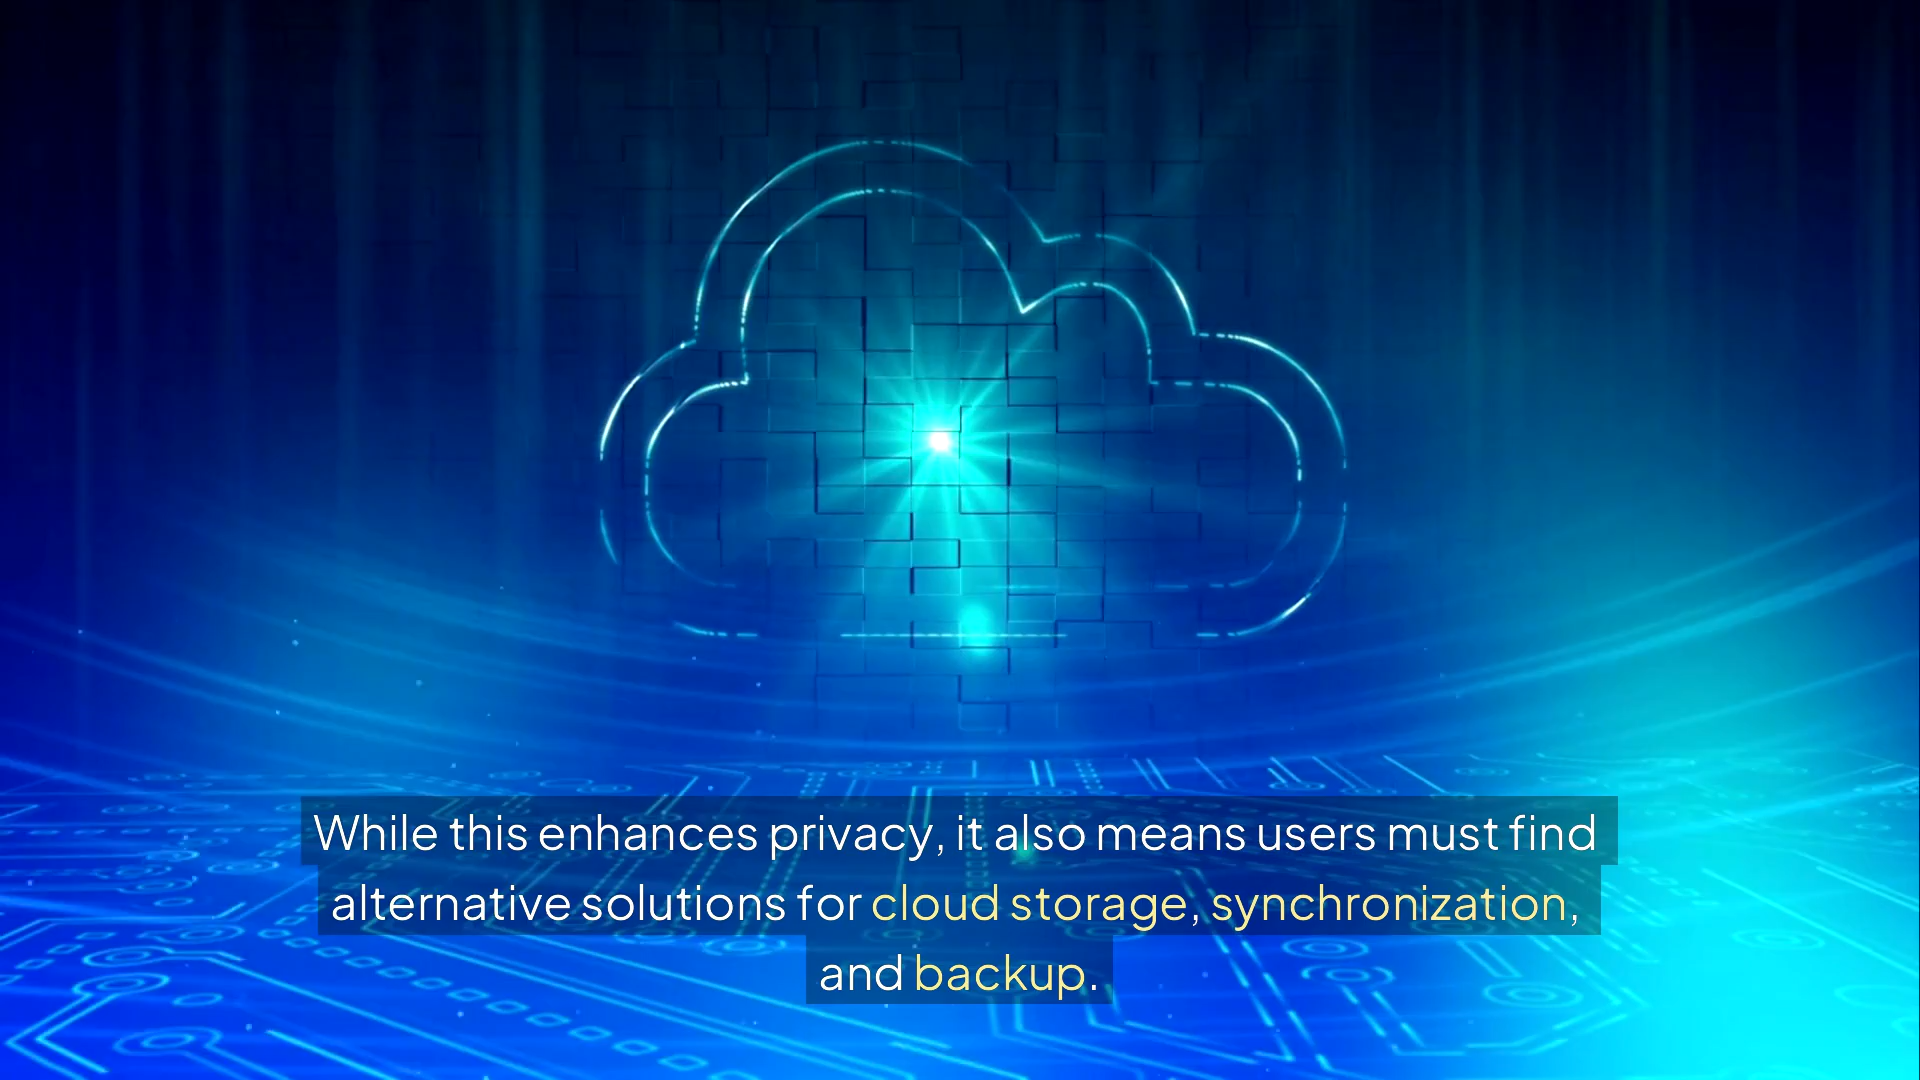 While this enhances privacy, it also means users must find
alternative solutions for cloud storage, synchronization,
and backup.